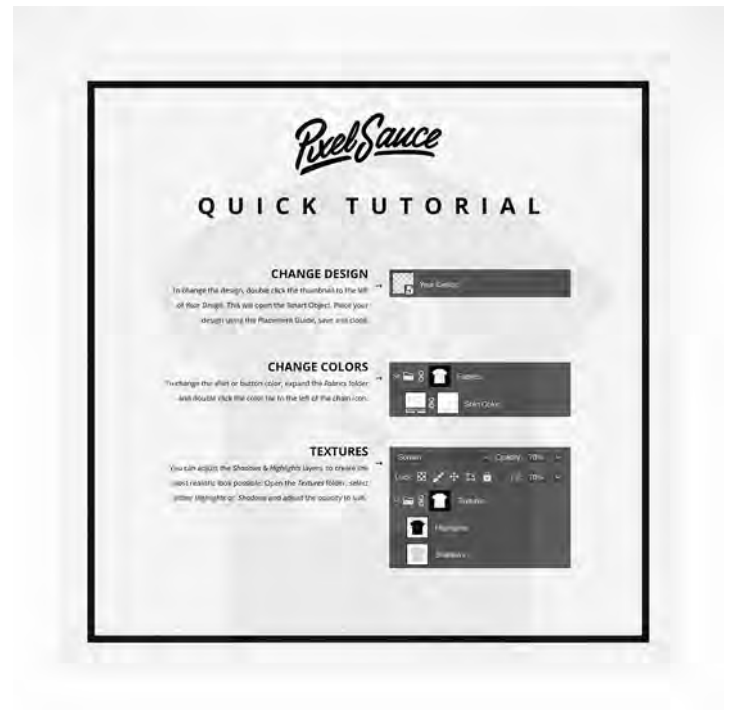 Pixel Sauce
QUICK TUTORIAL
CHANGE DESIGN
To change the design, double click the thumbnail to the left
of Your Design. This will open the Smart Object. Place your
design using the Placement Guide, save and close.
→
Your Design
CHANGE COLORS
To change the shirt or button color, expand the Fabrics folder
and double click the color tile to the left of the chain icon.
→
Fabrics
Shirt Color
TEXTURES
You can adjust the Shadows & Highlights layers, to create the
most realistic look possible. Open the Textures folder, select
either Highlights or Shadows and adjust the opacity to suit.
→
Screen Opacity: 70%
Lock: 70%
Textures
Highlights
Shadows